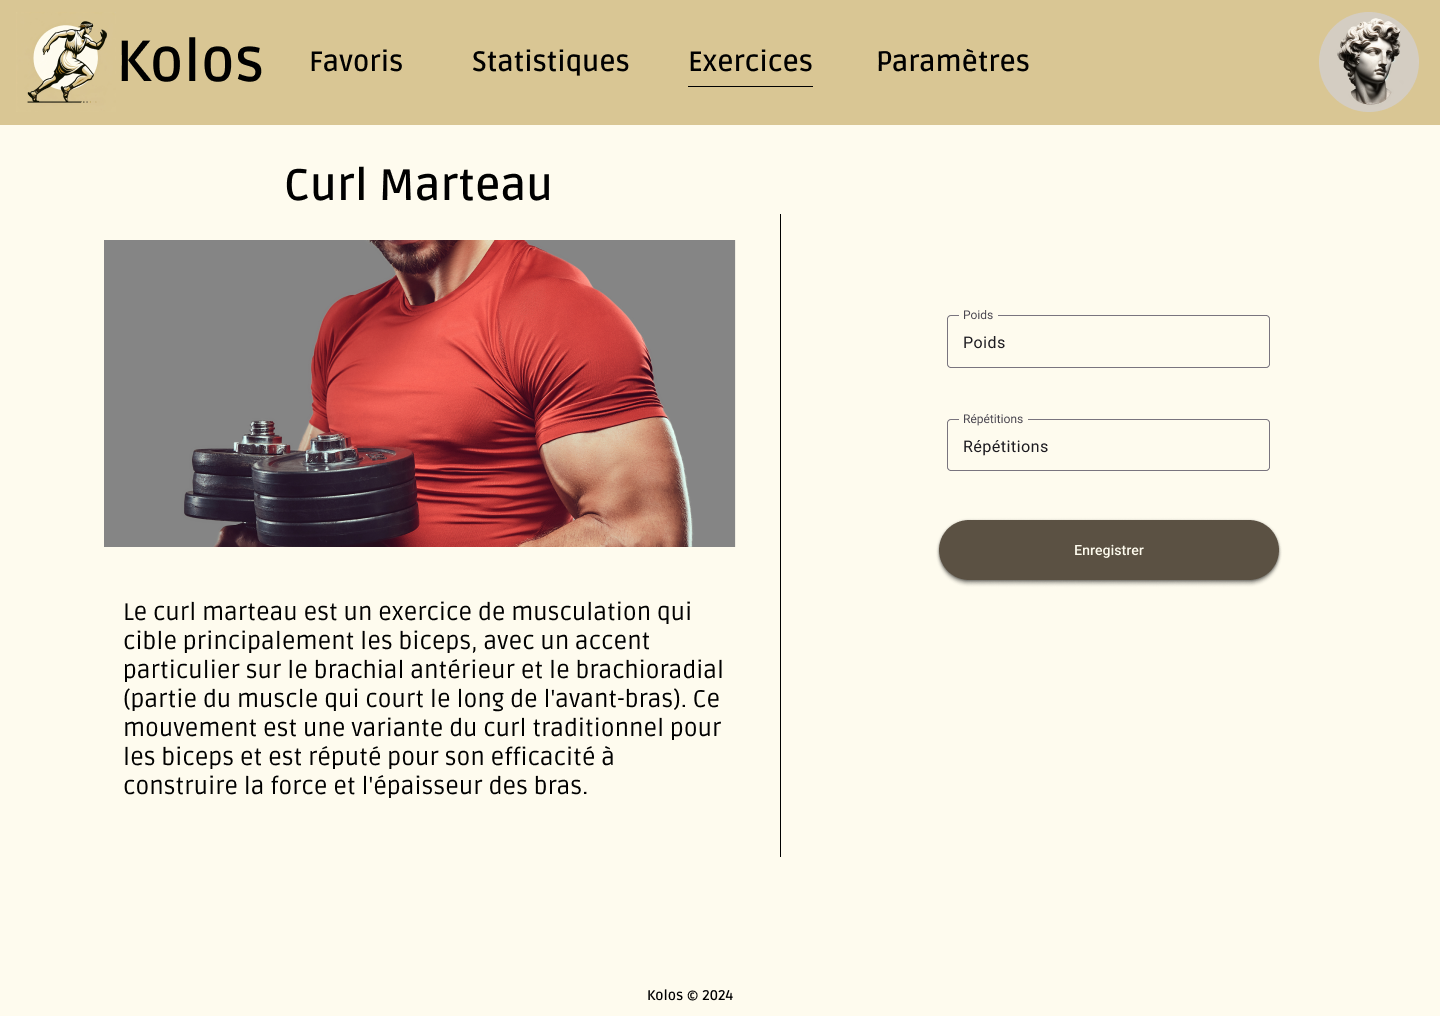 Kolos
Favoris
Statistiques
Exercices
Paramètres
Curl Marteau
Le curl marteau est un exercice de musculation qui
cible principalement les biceps, avec un accent
particulier sur le brachial antérieur et le brachioradial
(partie du muscle qui court le long de l'avant-bras). Ce
mouvement est une variante du curl traditionnel pour
les biceps et est réputé pour son efficacité à
construire la force et l'épaisseur des bras.
Poids
Poids
Répétitions
Répétitions
Enregistrer
Kolos © 2024